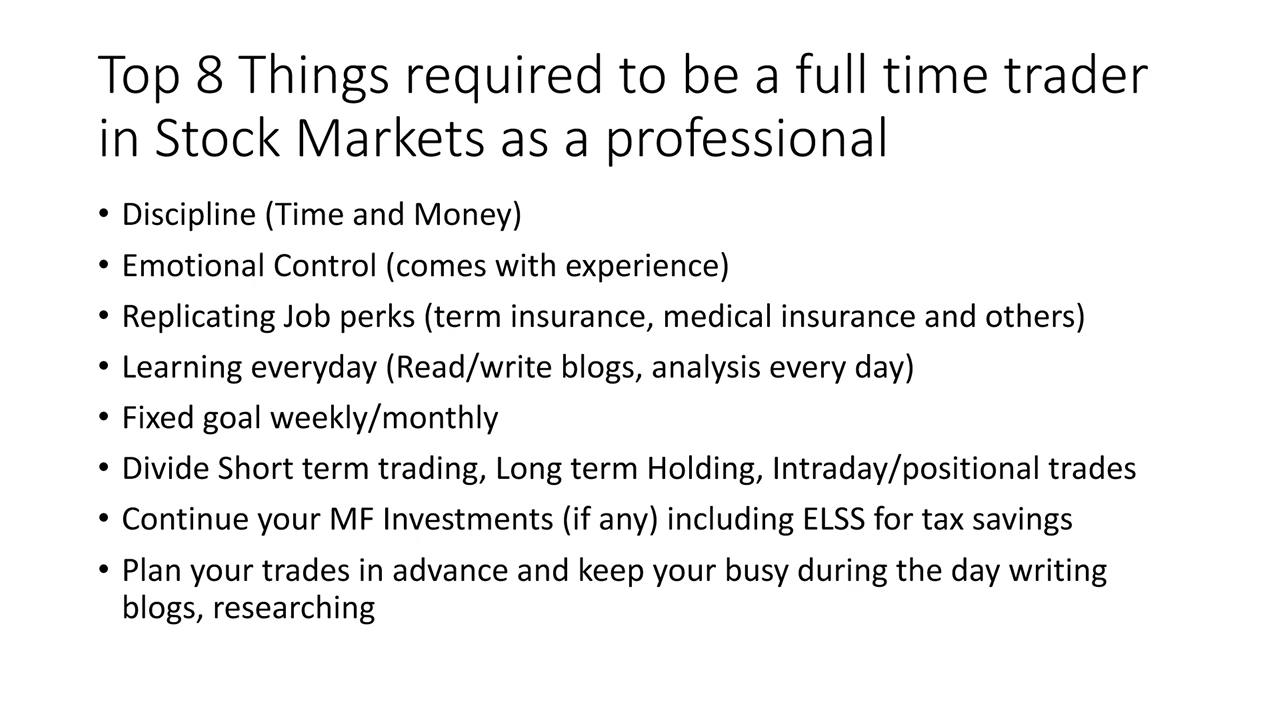 Top 8 Things required to be a full time trader
in Stock Markets as a professional
• Discipline (Time and Money)
• Emotional Control (comes with experience)
• Replicating Job perks (term insurance, medical insurance and others)
• Learning everyday (Read/write blogs, analysis every day)
• Fixed goal weekly/monthly
• Divide Short term trading, Long term Holding, Intraday/positional trades
• Continue your MF Investments (if any) including ELSS for tax savings
• Plan your trades in advance and keep your busy during the day writing
blogs, researching